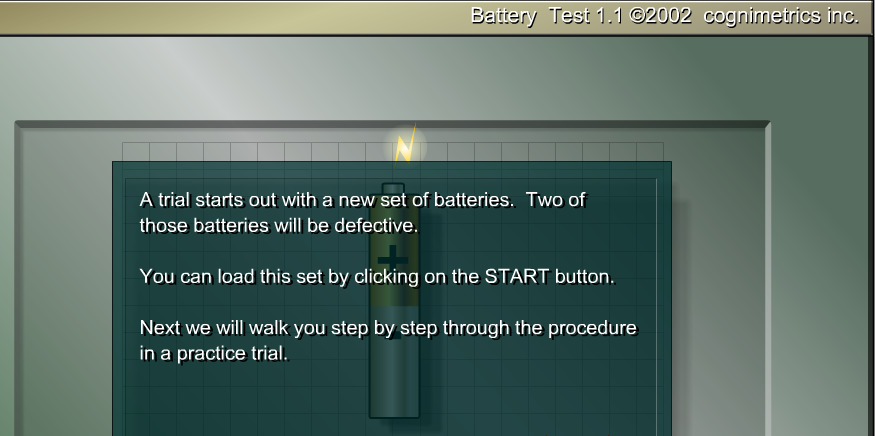 Battery Test 1.1 ©2002 cognimetrics inc.
A trial starts out with a new set of batteries. Two of
those batteries will be defective.
You can load this set by clicking on the START button.
Next we will walk you step by step through the procedure
in a practice trial.